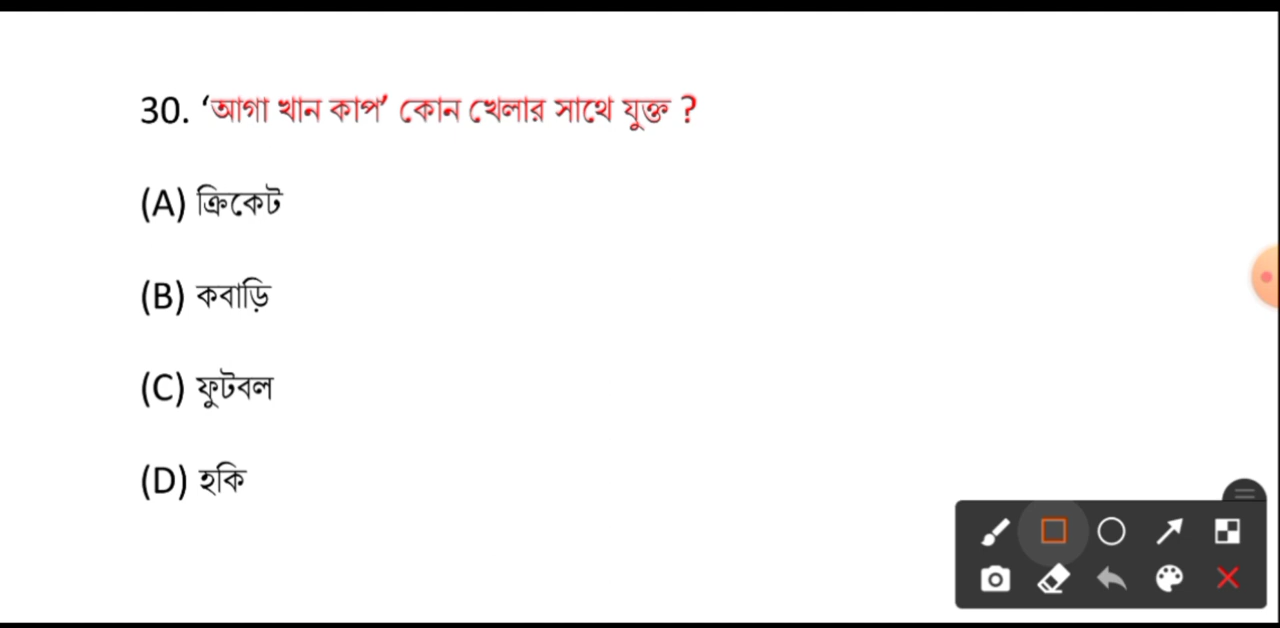 30. ‘আগা খান কাপ’ কোন খেলার সাথে যুক্ত ?
(A) ক্রিকেট
(B) কবাড়ি
(C) ফুটবল
(D) হকি